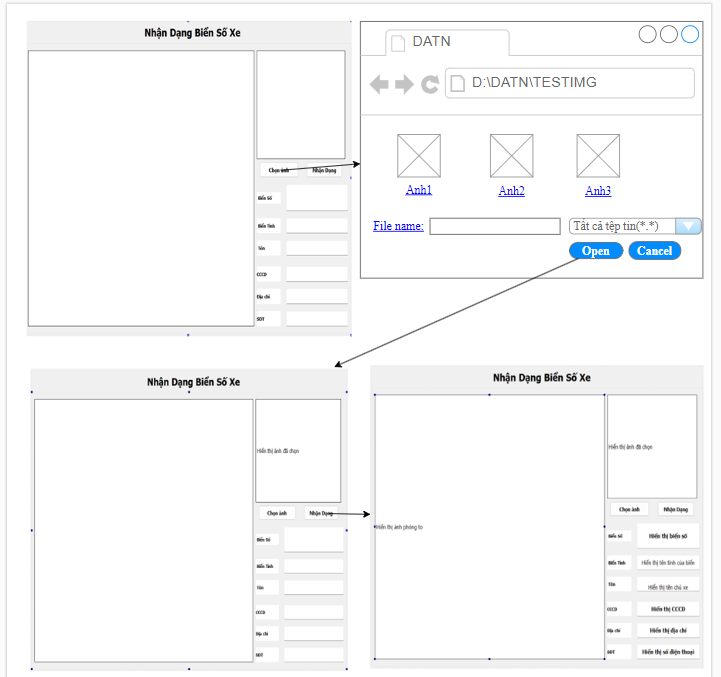 Nhận Dạng Biển Số Xe
Chọn ảnh
Nhận Dạng
Biển Số
Biển Tỉnh
Tên
CCCD
Địa chỉ
SĐT
DATN
D:\DATN\TESTIMG
Anh1
Anh2
Anh3
File name:
Tất cả tệp tin(*.*)
Open
Cancel
Nhận Dạng Biển Số Xe
Hiển thị ảnh đã chọn
Chọn ảnh
Nhận Dạng
Biển Số
Biển Tỉnh
Tên
CCCD
Địa chỉ
SĐT
Nhận Dạng Biển Số Xe
Hiển thị ảnh đã chọn
Chọn ảnh
Nhận Dạng
Hiển thị ảnh phóng to
Biển Số
Hiển thị biển số
Biển Tỉnh
Hiển thị tên tỉnh của biển
Tên
Hiển thị tên chủ xe
CCCD
Hiển thị CCCD
Địa chỉ
Hiển thị địa chỉ
SĐT
Hiển thị số điện thoại